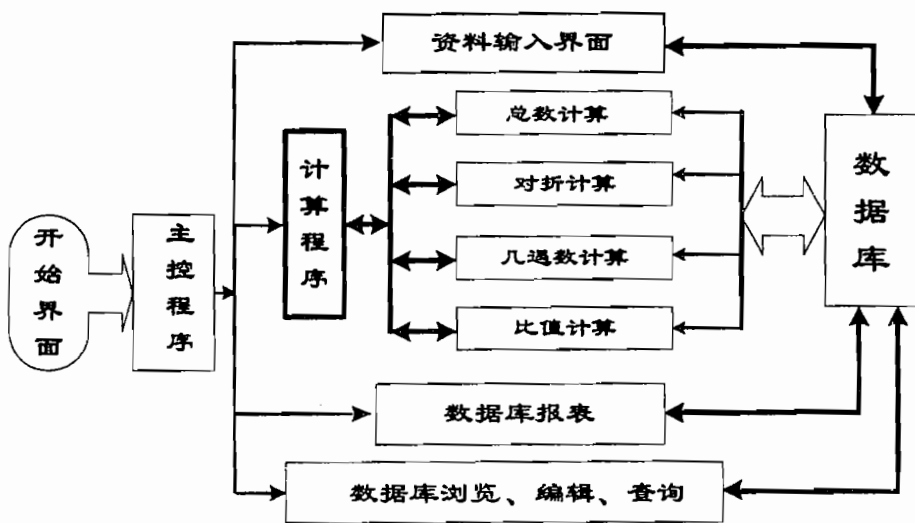 开始界面
主控程序
资料输入界面
计算程序
总数计算
对折计算
几遇数计算
比值计算
数据库
数据库报表
数据库浏览、编辑、查询